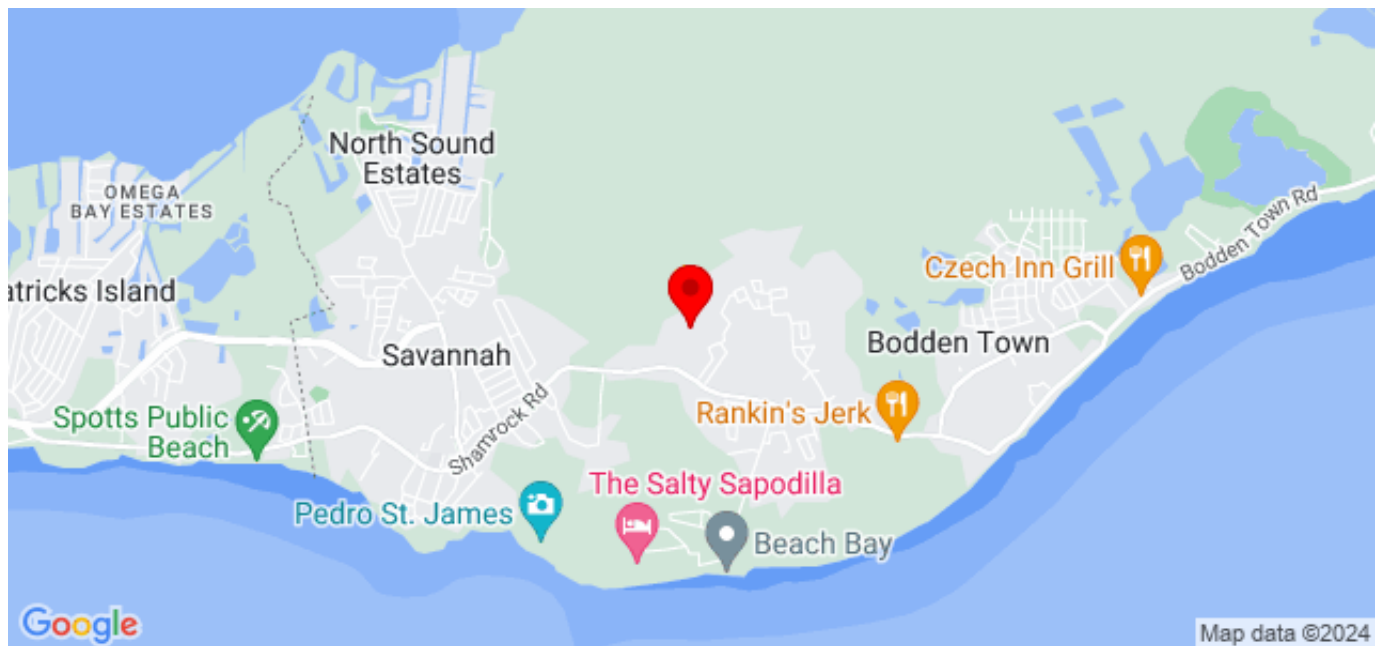 North Sound
Estates
OMEGA
BAY ESTATES
atricks Island
Savannah
Shamrock Rd
Spotts Public
Beach
Pedro St. James
The Salty Sapodilla
Beach Bay
Rankin's Jerk
Bodden Town
Czech Inn Grill
Bodden Town Rd
Google
Map data ©2024